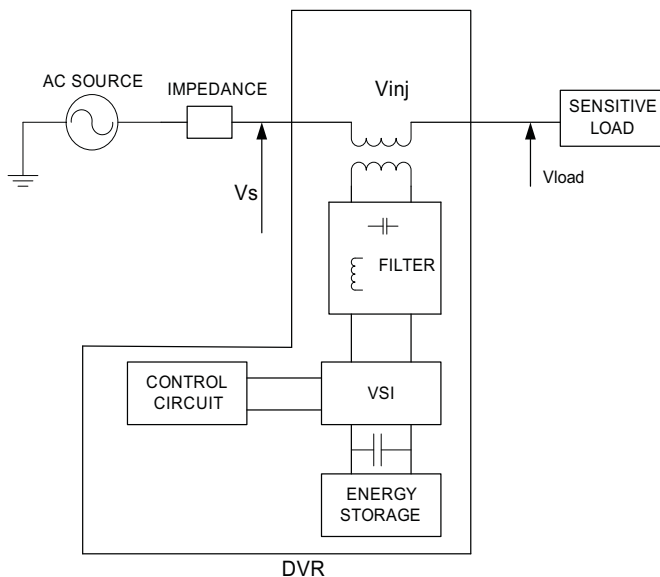 AC SOURCE
IMPEDANCE
Vinj
SENSITIVE
LOAD
Vs
Vload
FILTER
CONTROL
CIRCUIT
VSI
ENERGY
STORAGE
DVR